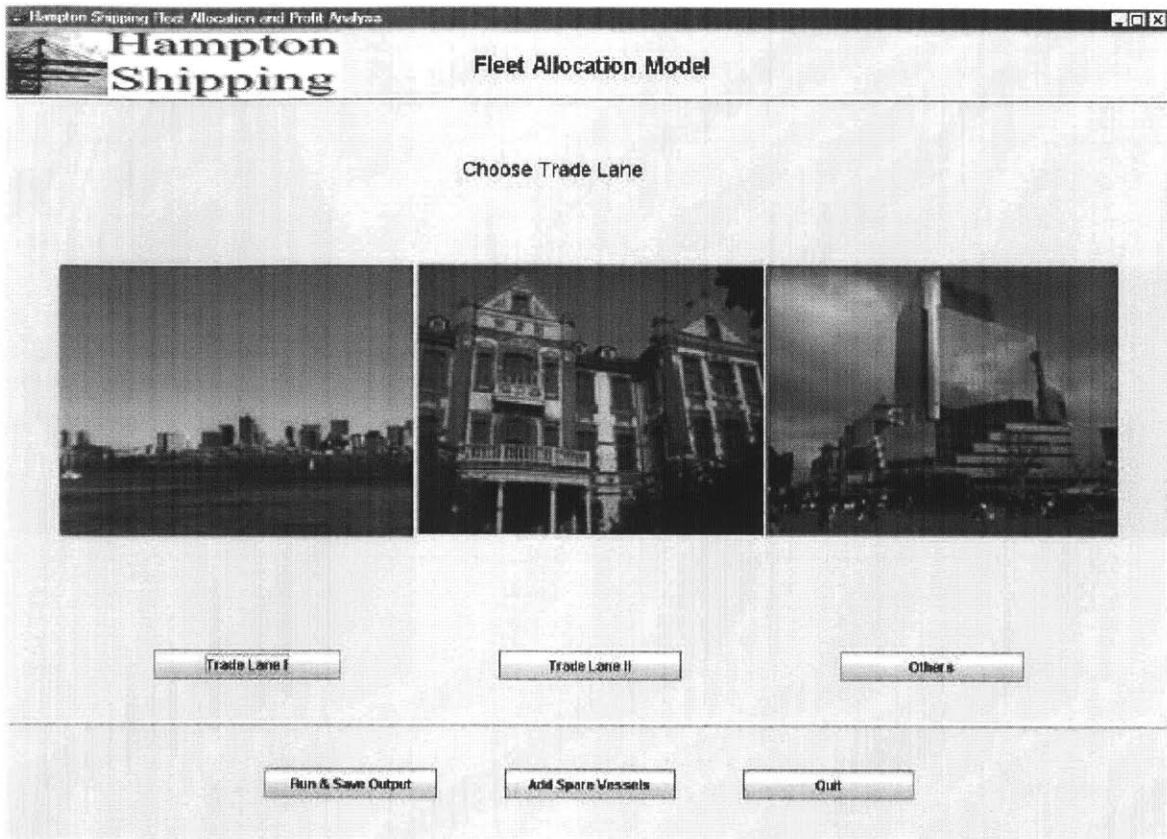 Hampton Shipping Fleet Allocation and Profit Analysis
Hampton
Shipping
Fleet Allocation Model
Choose Trade Lane
Trade Lane I
Trade Lane II
Others
Run & Save Output
Add Spare Vessels
Quit